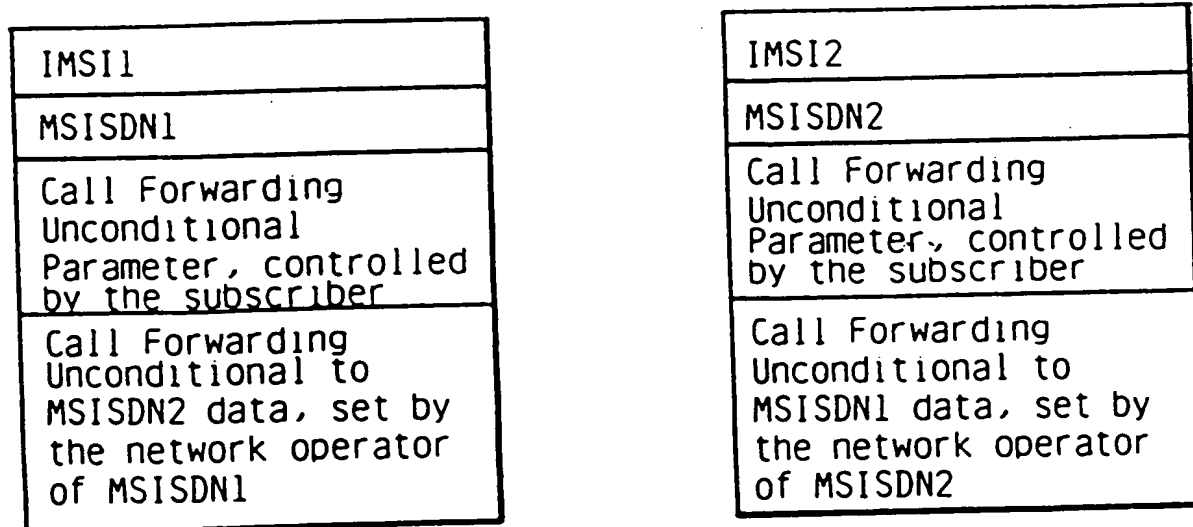 IMSI1
MSISDN1
Call Forwarding
Unconditional
Parameter, controlled
by the subscriber
Call Forwarding
Unconditional to
MSISDN2 data, set by
the network operator
of MSISDN1
IMSI2
MSISDN2
Call Forwarding
Unconditional
Parameter, controlled
by the subscriber
Call Forwarding
Unconditional to
MSISDN1 data, set by
the network operator
of MSISDN2